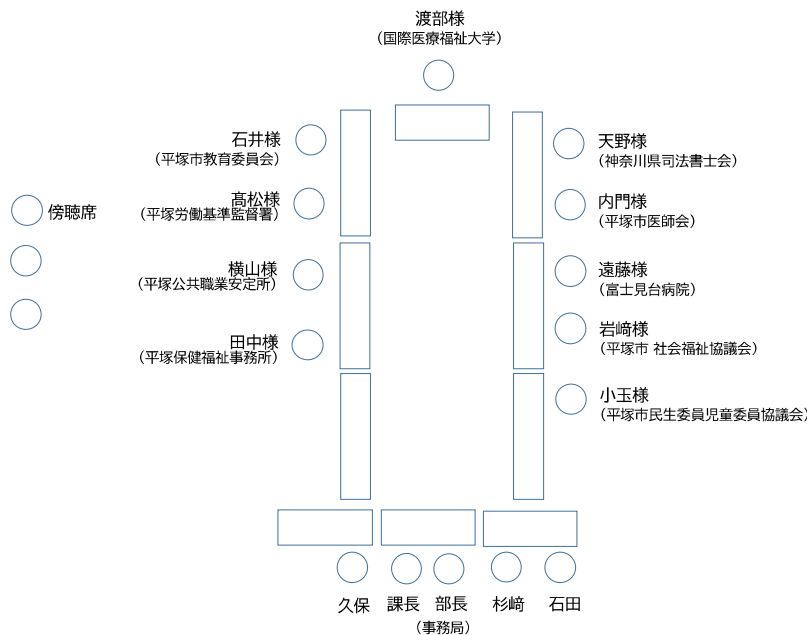 渡部様
（国際医療福祉大学）
石井様
（平塚市教育委員会）
髙松様
（平塚労働基準監督署）
横山様
（平塚公共職業安定所）
田中様
（平塚保健福祉事務所）
傍聴席
天野様
（神奈川県司法書士会）
内門様
（平塚市医師会）
遠藤様
（富士見台病院）
岩﨑様
（平塚市 社会福祉協議会）
小玉様
（平塚市民生委員児童委員協議会）
久保 課長 部長 杉﨑 石田
（事務局）